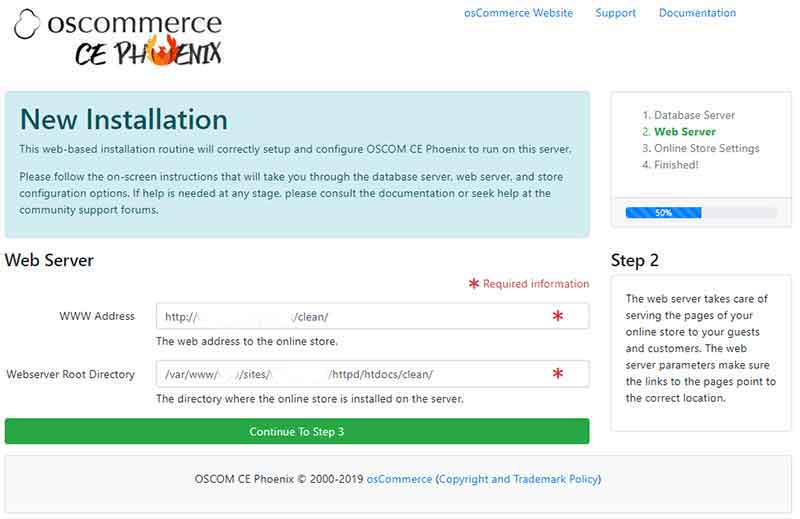 oscommerce
CE PHOENIX
osCommerce Website Support Documentation
New Installation
This web-based installation routine will correctly setup and configure OSCOM CE Phoenix to run on this server.
Please follow the on-screen instructions that will take you through the database server, web server, and store
configuration options. If help is needed at any stage, please consult the documentation or seek help at the
community support forums.
1. Database Server
2. Web Server
3. Online Store Settings
4. Finished!
50%
Web Server
* Required information
WWW Address
http:// /clean/ *
The web address to the online store.
Webserver Root Directory
/var/www/ /sites/ /httpd/htdocs/clean/ *
The directory where the online store is installed on the server.
Continue To Step 3
Step 2
The web server takes care of
serving the pages of your
online store to your guests
and customers. The web
server parameters make sure
the links to the pages point to
the correct location.
OSCOM CE Phoenix © 2000-2019 osCommerce (Copyright and Trademark Policy)